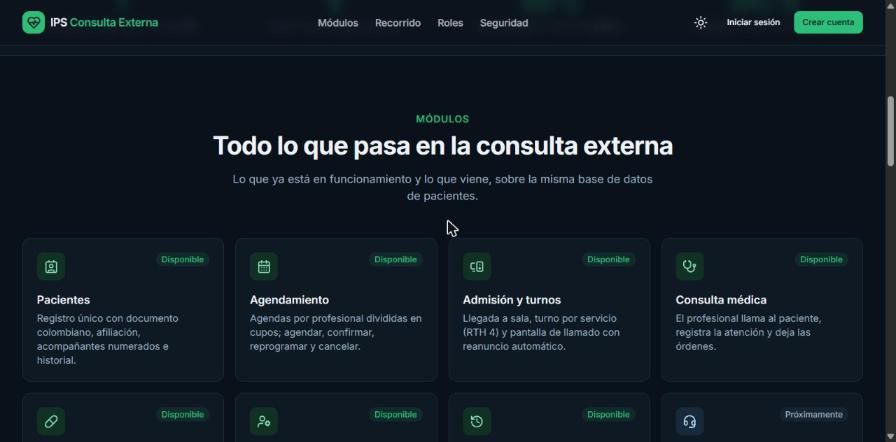 IPS Consulta Externa
Módulos Recorrido Roles Seguridad
Iniciar sesión
Crear cuenta
MÓDULOS
Todo lo que pasa en la consulta externa
Lo que ya está en funcionamiento y lo que viene, sobre la misma base de datos
de pacientes.
Disponible
Pacientes
Registro único con documento
colombiano, afiliación,
acompañantes numerados e
historial.
Disponible
Agendamiento
Agendas por profesional divididas en
cupos; agendar, confirmar,
reprogramar y cancelar.
Disponible
Admisión y turnos
Llegada a sala, turno por servicio
(RTH 4) y pantalla de llamado con
reanuncio automático.
Disponible
Consulta médica
El profesional llama al paciente,
registra la atención y deja las
órdenes.
Disponible
Disponible
Disponible
Próximamente